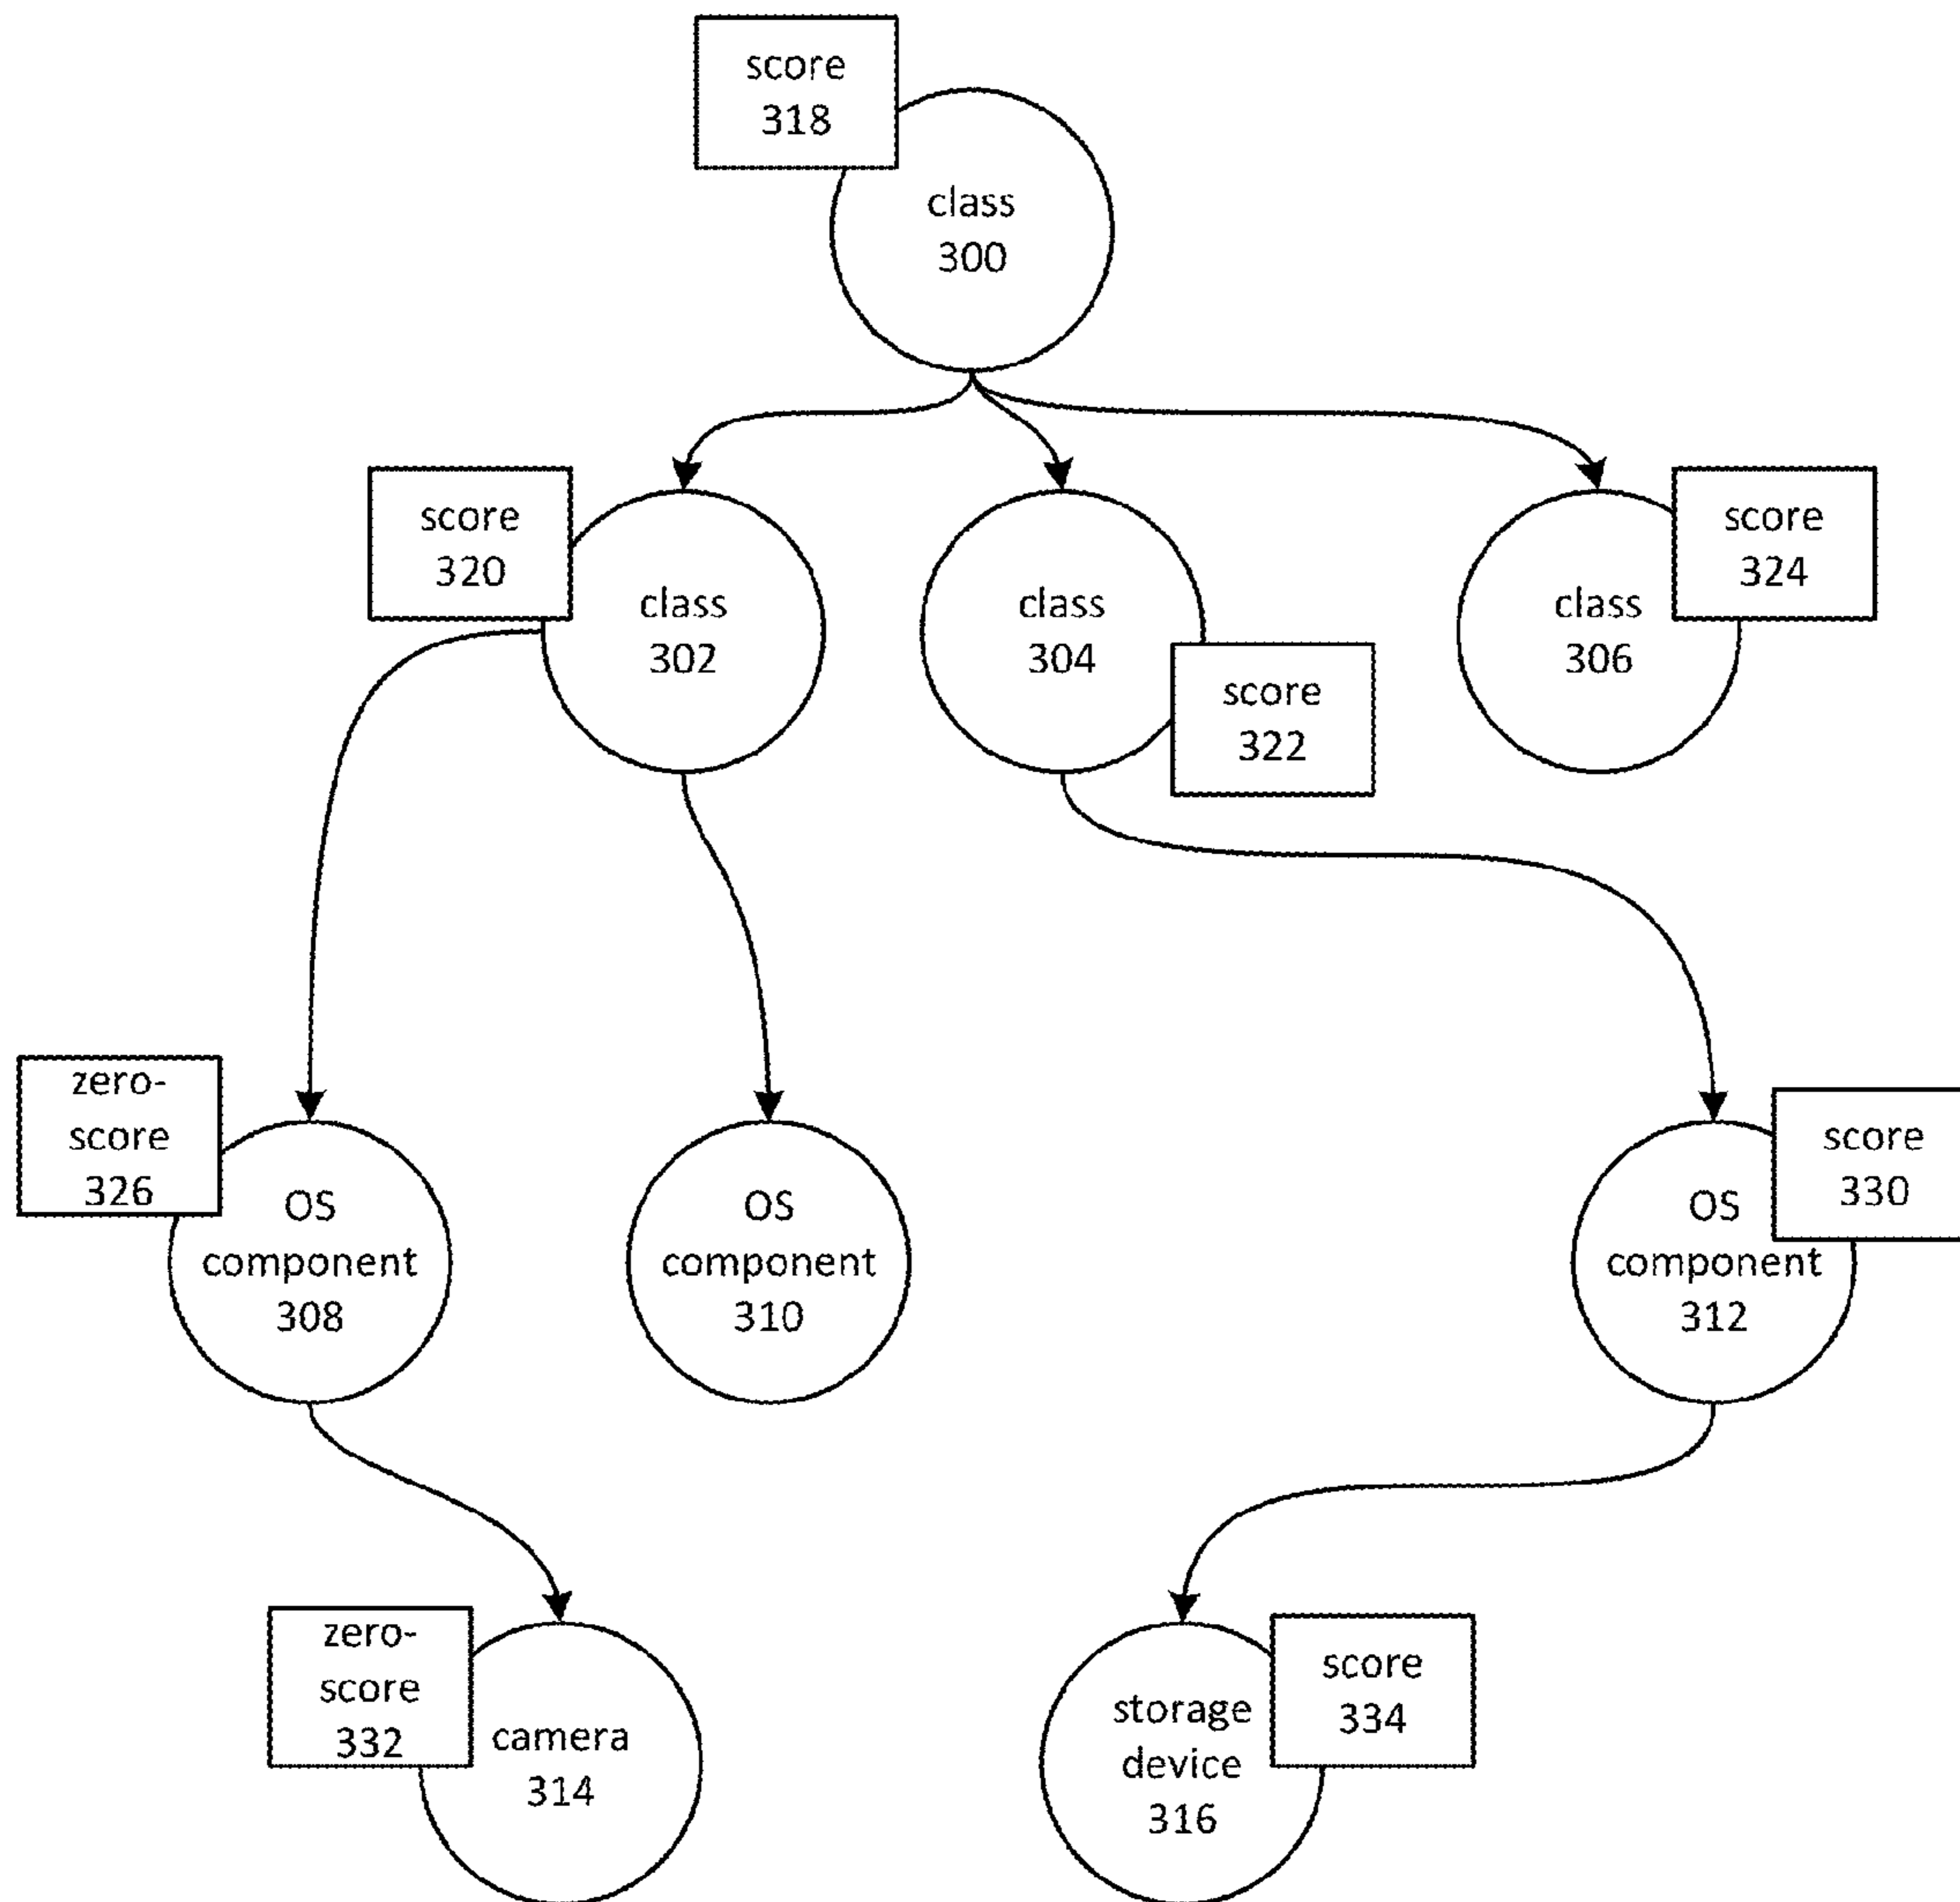 score
318
class
300
score
320
class
302
class
304
score
322
class
306
score
324
zero-
score
326
OS
component
308
OS
component
310
OS
component
312
score
330
zero-
score
332
camera
314
storage
device
316
score
334